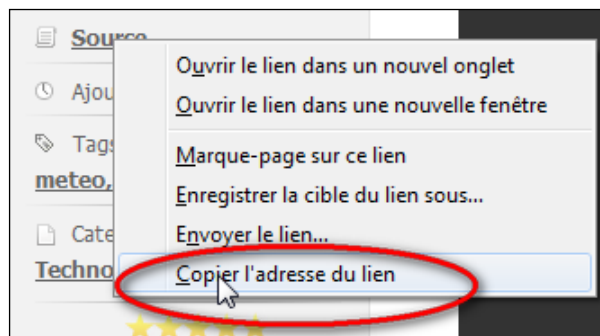 Source
Ouvrir le lien dans un nouvel onglet
Ajou
Ouvrir le lien dans une nouvelle fenêtre
Tags
Marque-page sur ce lien
meteo,
Enregistrer la cible du lien sous...
Cate
Envoyer le lien...
Techno
Copier l'adresse du lien